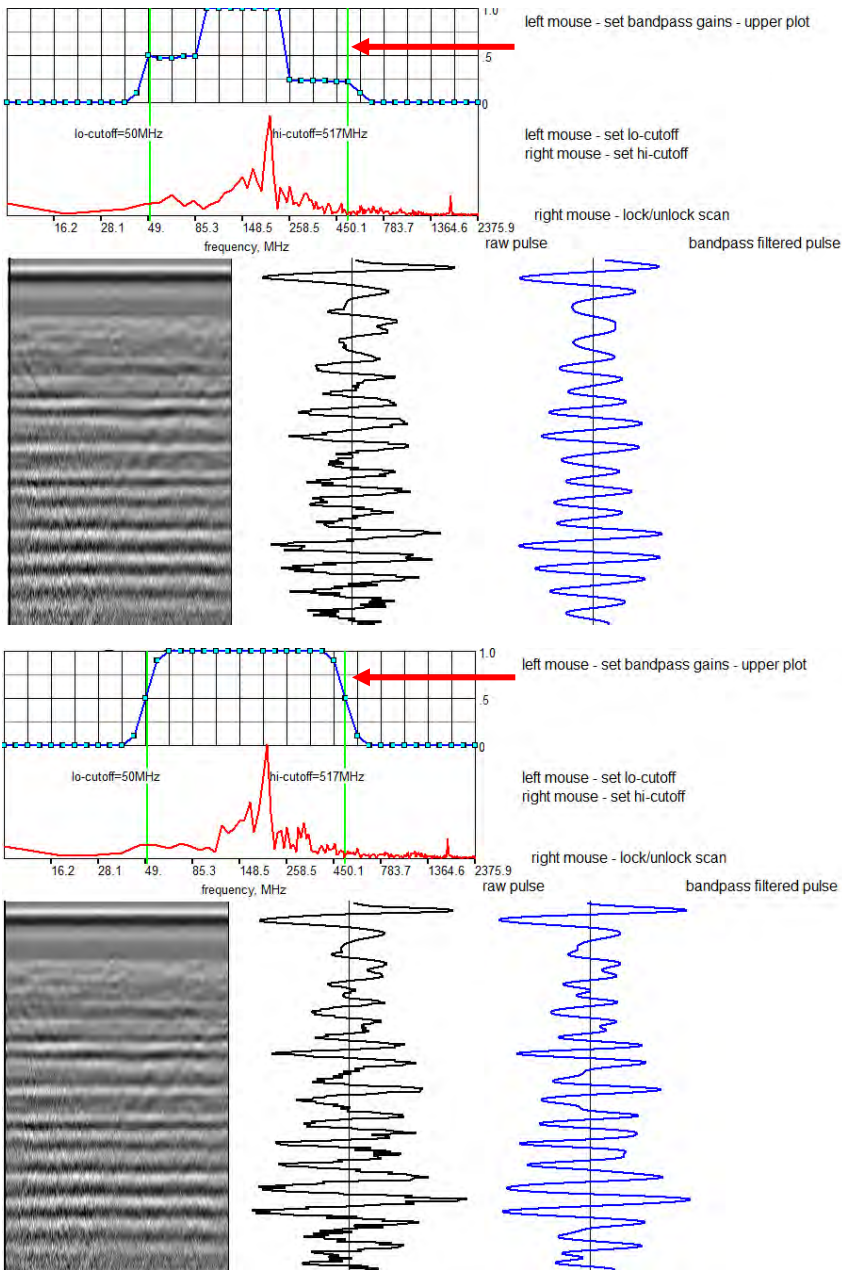 1.0
left mouse - set bandpass gains - upper plot
.5
0
lo-cutoff=50MHz
hi-cutoff=517MHz
left mouse - set lo-cutoff
right mouse - set hi-cutoff
right mouse - lock/unlock scan
16.2 28.1 49. 85.3 148.5 258.5 450.1 783.7 1364.6 2375.9
frequency, MHz
raw pulse
bandpass filtered pulse
1.0
left mouse - set bandpass gains - upper plot
.5
0
lo-cutoff=50MHz
hi-cutoff=517MHz
left mouse - set lo-cutoff
right mouse - set hi-cutoff
right mouse - lock/unlock scan
16.2 28.1 49. 85.3 148.5 258.5 450.1 783.7 1364.6 2375.9
frequency, MHz
raw pulse
bandpass filtered pulse